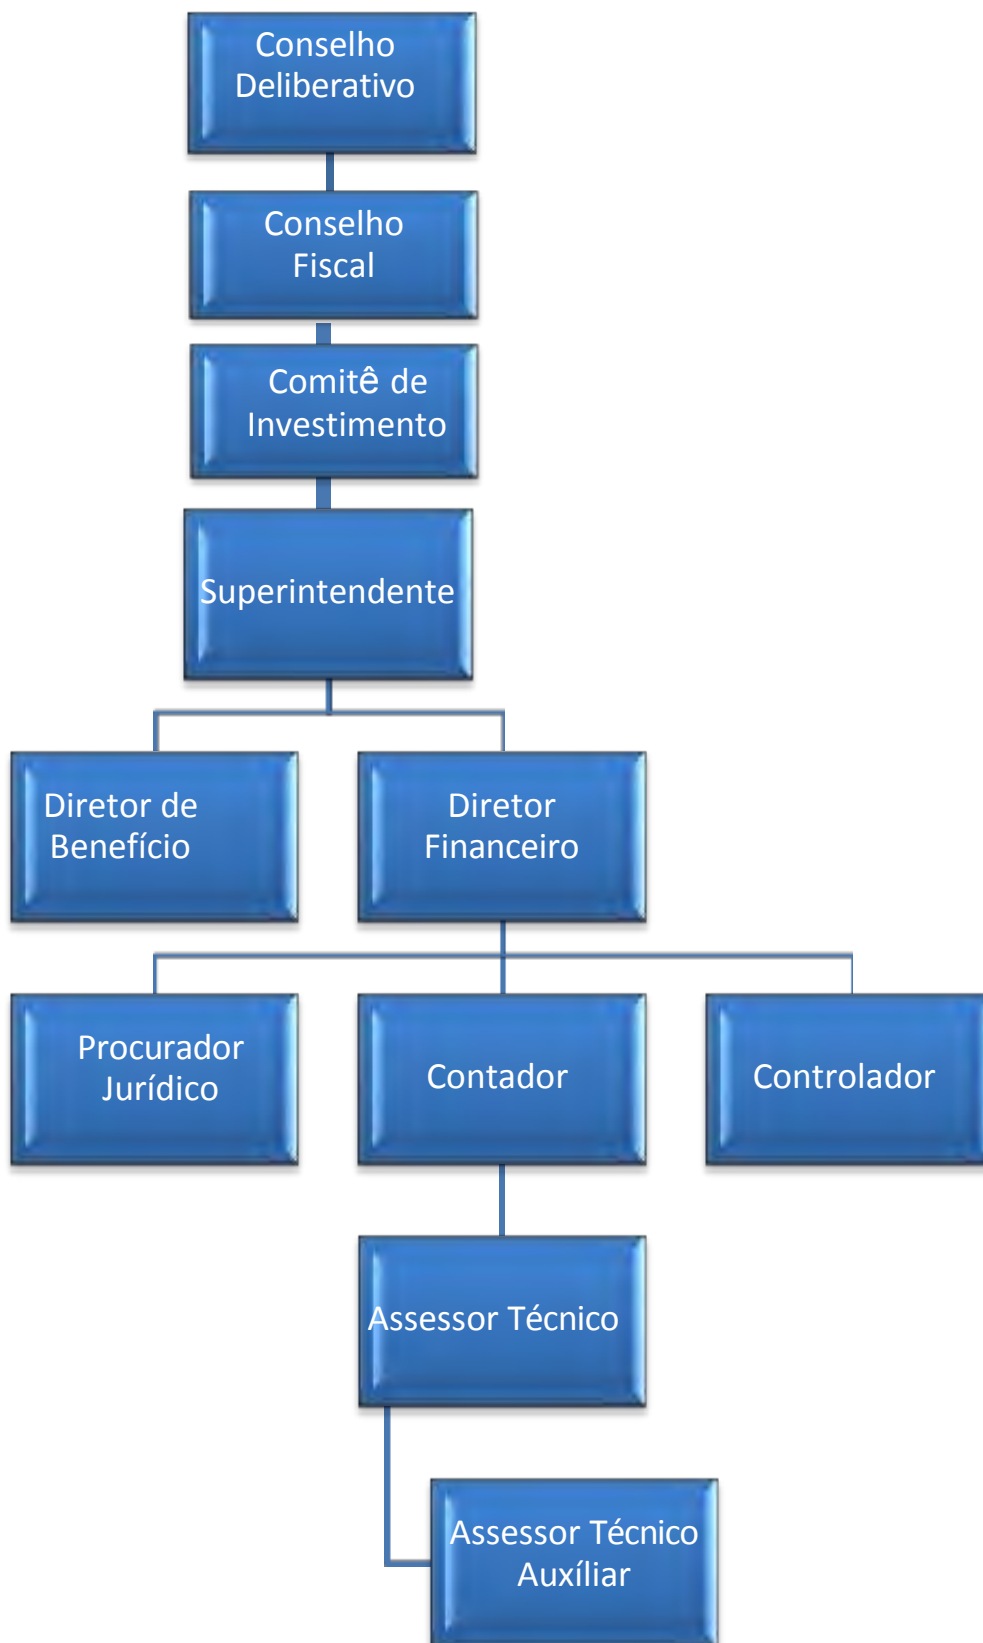 Conselho
Deliberativo
Conselho
Fiscal
Comitê de
Investimento
Superintendente
Diretor de
Benefício
Diretor
Financeiro
Procurador
Jurídico
Contador
Controlador
Assessor Técnico
Assessor Técnico
Auxíliar